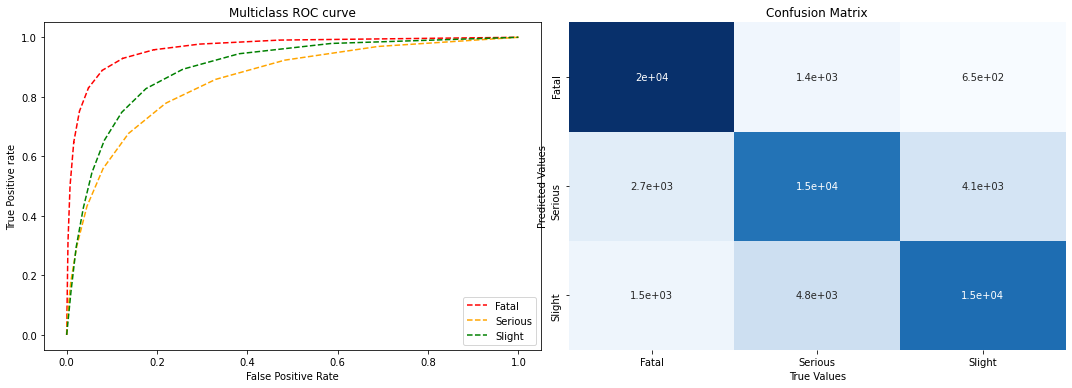 Multiclass ROC curve
1.0
0.8
0.6
0.4
0.2
0.0
True Positive rate
0.0 0.2 0.4 0.6 0.8 1.0
False Positive Rate
Fatal
Serious
Slight
Confusion Matrix
Predicted Values
Fatal 2e+04 1.4e+03 6.5e+02
Serious 2.7e+03 1.5e+04 4.1e+03
Slight 1.5e+03 4.8e+03 1.5e+04
Fatal Serious Slight
True Values